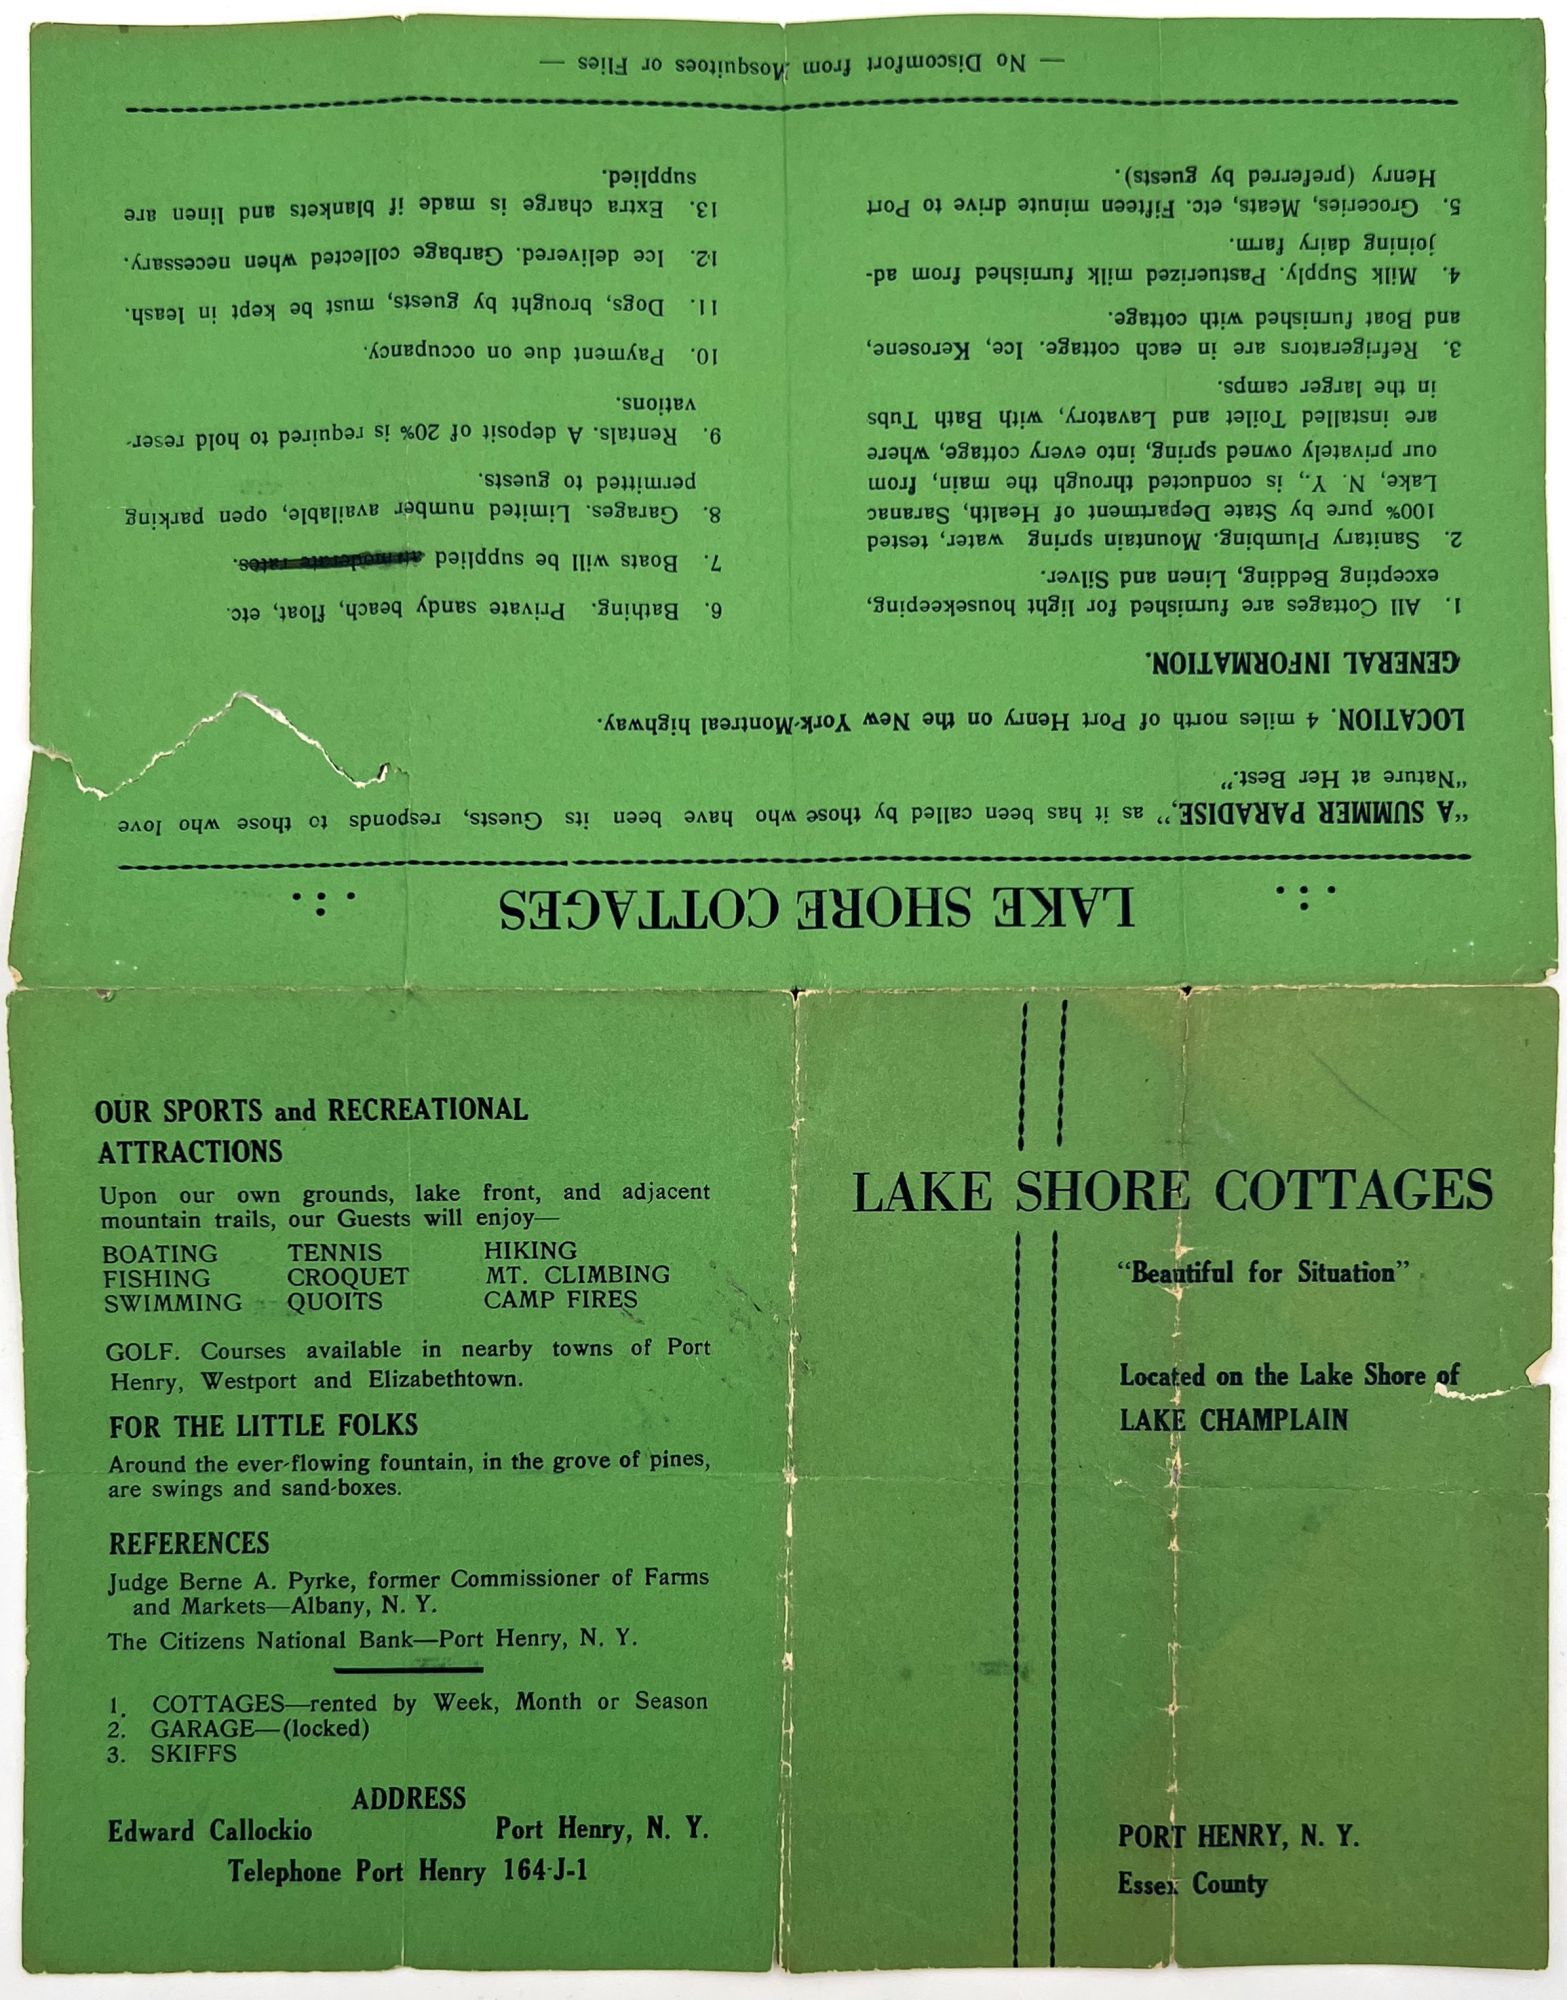 LAKE SHORE COTTAGES
"Beautiful for Situation"
Located on the Lake Shore of
LAKE CHAMPLAIN
PORT HENRY, N. Y.
Essex County
OUR SPORTS and RECREATIONAL
ATTRACTIONS
Upon our own grounds, lake front, and adjacent
mountain trails, our Guests will enjoy—
BOATING TENNIS HIKING
FISHING CROQUET MT. CLIMBING
SWIMMING QUOITS CAMP FIRES
GOLF. Courses available in nearby towns of Port
Henry, Westport and Elizabethtown.
FOR THE LITTLE FOLKS
Around the ever-flowing fountain, in the grove of pines,
are swings and sand-boxes.
REFERENCES
Judge Berne A. Pyrke, former Commissioner of Farms
and Markets—Albany, N. Y.
The Citizens National Bank—Port Henry, N. Y.
1. COTTAGES—rented by Week, Month or Season
2. GARAGE—(locked)
3. SKIFFS
ADDRESS
Edward Callockio Port Henry, N. Y.
Telephone Port Henry 164-J-1
LAKE SHORE COTTAGES
"A SUMMER PARADISE," as it has been called by those who have been its Guests, responds to those who love
"Nature at Her Best."
LOCATION. 4 miles north of Port Henry on the New York-Montreal highway.
GENERAL INFORMATION.
1. All Cottages are furnished for light housekeeping,
excepting Bedding, Linen and Silver.
2. Sanitary Plumbing. Mountain spring water, tested
100% pure by State Department of Health, Saranac
Lake, N. Y., is conducted through the main, from
our privately owned spring, into every cottage, where
are installed Toilet and Lavatory, with Bath Tubs
in the larger camps.
3. Refrigerators are in each cottage. Ice, Kerosene,
and Boat furnished with cottage.
4. Milk Supply. Pastuerized milk furnished from ad-
joining dairy farm.
5. Groceries, Meats, etc. Fifteen minute drive to Port
Henry (preferred by guests).
6. Bathing. Private sandy beach, float, etc.
7. Boats will be supplied at moderate rates.
8. Garages. Limited number available, open parking
permitted to guests.
9. Rentals. A deposit of 20% is required to hold reser-
vations.
10. Payment due on occupancy.
11. Dogs, brought by guests, must be kept in leash.
12. Ice delivered. Garbage collected when necessary.
13. Extra charge is made if blankets and linen are
supplied.
— No Discomfort from Mosquitoes or Flies —